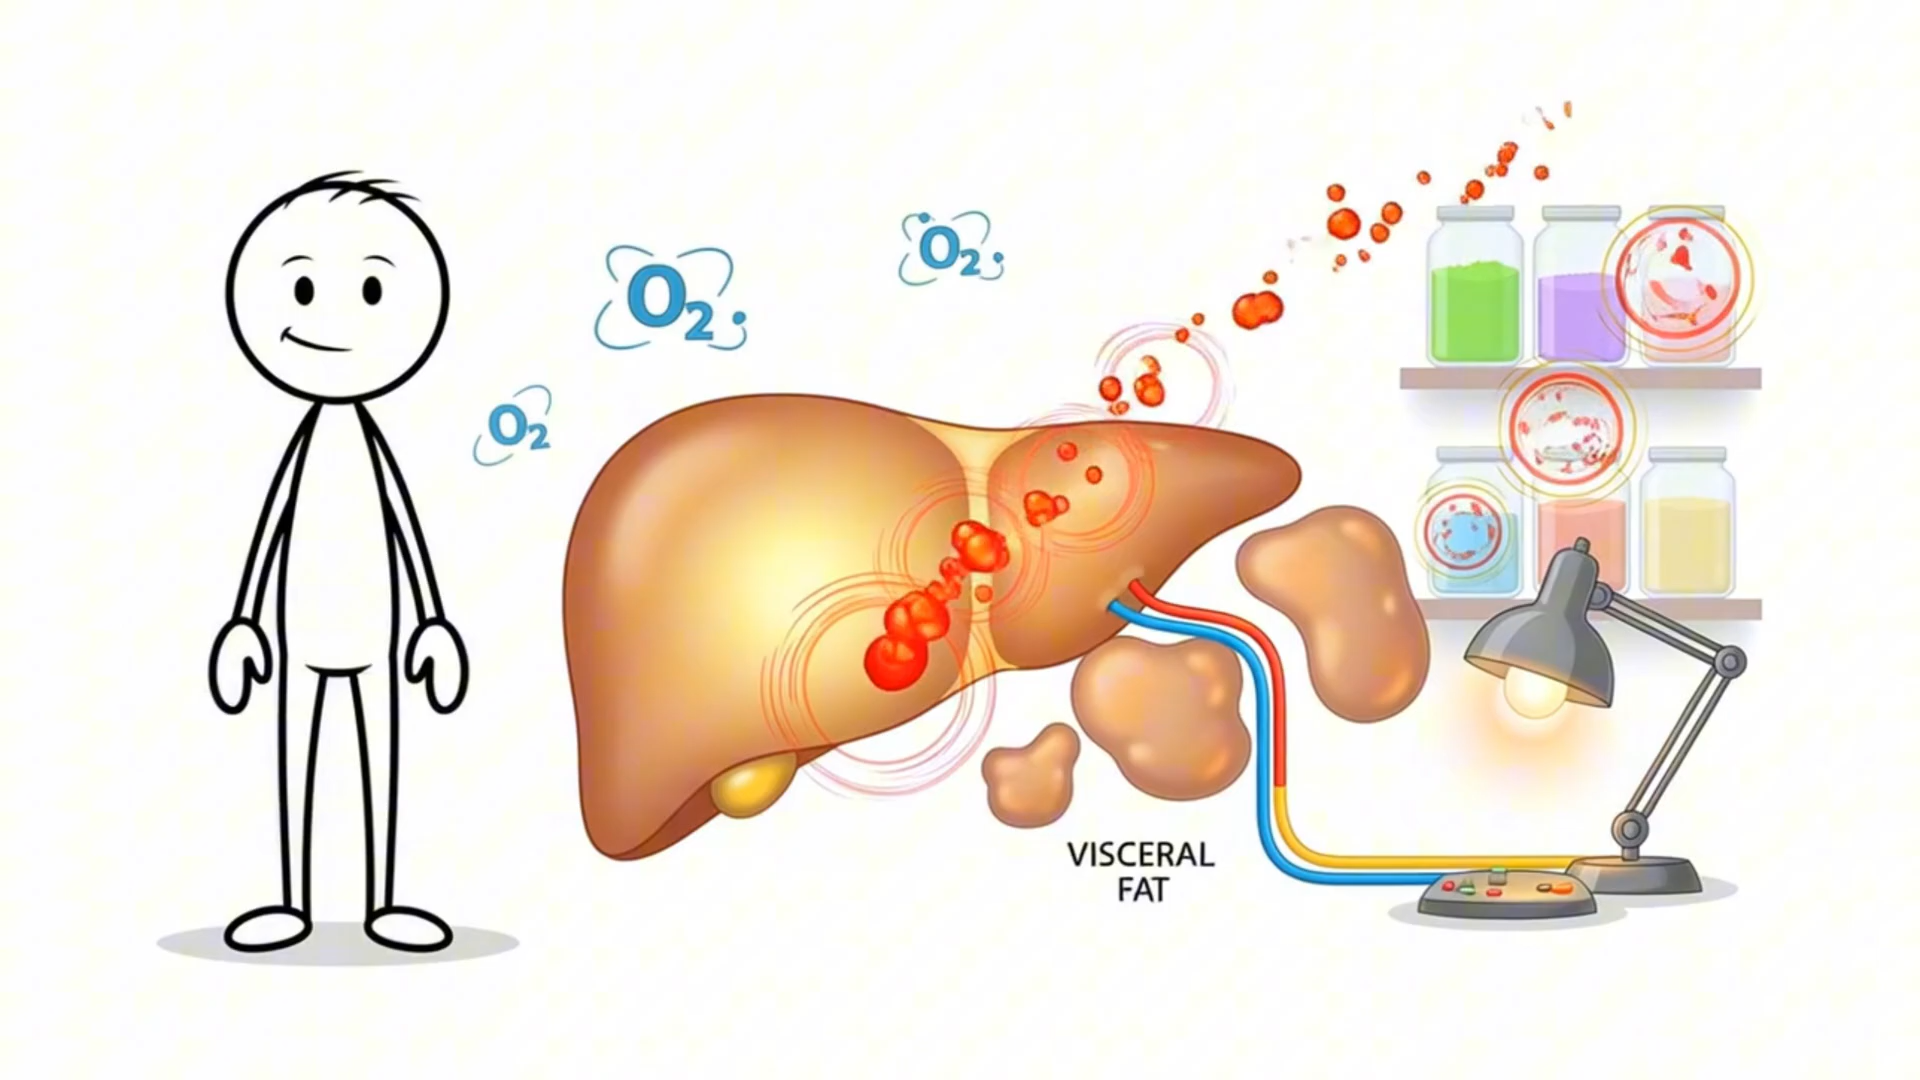 O₂
O₂
O₂
VISCERAL
FAT